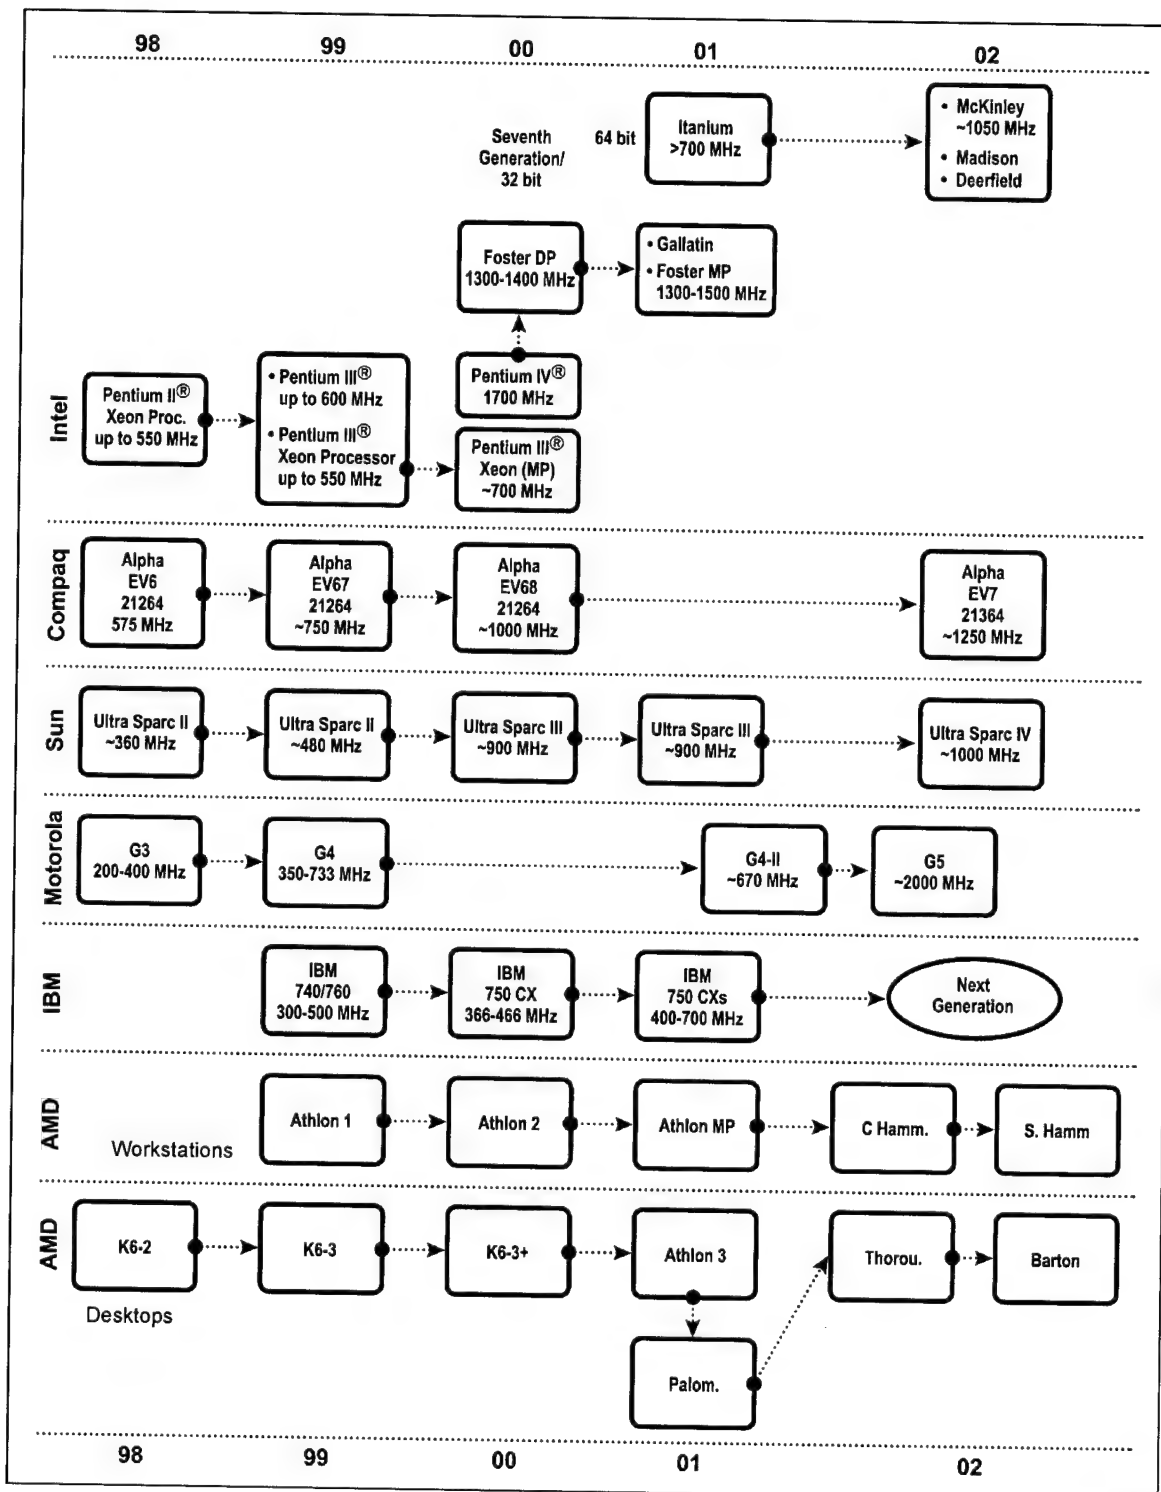 98 99 00 01 02
Itanium
>700 MHz
• McKinley
~1050 MHz
• Madison
• Deerfield
64 bit
Seventh
Generation/
32 bit
Foster DP
1300-1400 MHz
• Gallatin
• Foster MP
1300-1500 MHz
Intel
Pentium II®
Xeon Proc.
up to 550 MHz
• Pentium III®
up to 600 MHz
• Pentium III®
Xeon Processor
up to 550 MHz
Pentium IV®
1700 MHz
Pentium III®
Xeon (MP)
~700 MHz
Compaq
Alpha
EV6
21264
575 MHz
Alpha
EV67
21264
~750 MHz
Alpha
EV68
21264
~1000 MHz
Alpha
EV7
21364
~1250 MHz
Sun
Ultra Sparc II
~360 MHz
Ultra Sparc II
~480 MHz
Ultra Sparc III
~900 MHz
Ultra Sparc III
~900 MHz
Ultra Sparc IV
~1000 MHz
Motorola
G3
200-400 MHz
G4
350-733 MHz
G4-II
~670 MHz
G5
~2000 MHz
IBM
IBM
740/760
300-500 MHz
IBM
750 CX
366-466 MHz
IBM
750 CXs
400-700 MHz
Next
Generation
AMD
Workstations
Athlon 1
Athlon 2
Athlon MP
C Hamm.
S. Hamm
AMD
Desktops
K6-2
K6-3
K6-3+
Athlon 3
Palom.
Thorou.
Barton
98 99 00 01 02